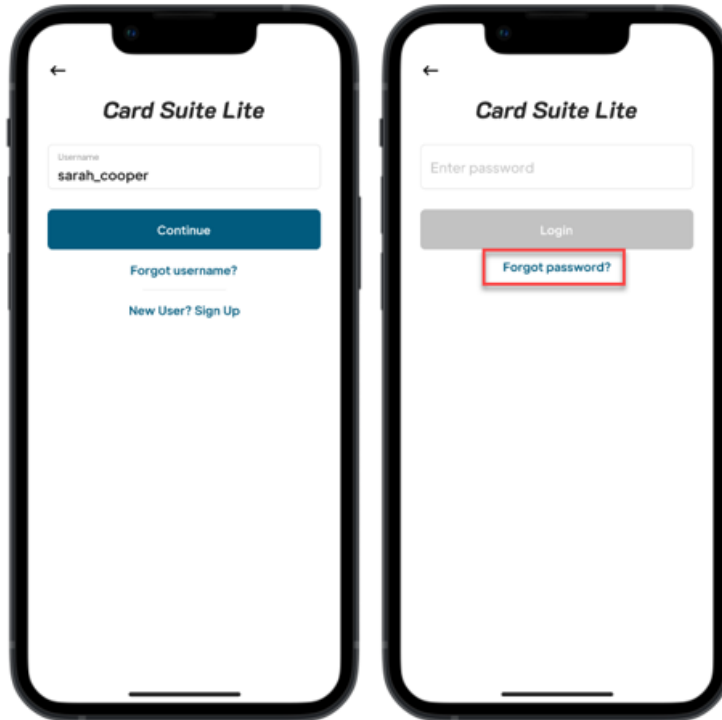 Card Suite Lite
Username
sarah_cooper
Continue
Forgot username?
New User? Sign Up
Card Suite Lite
Enter password
Login
Forgot password?